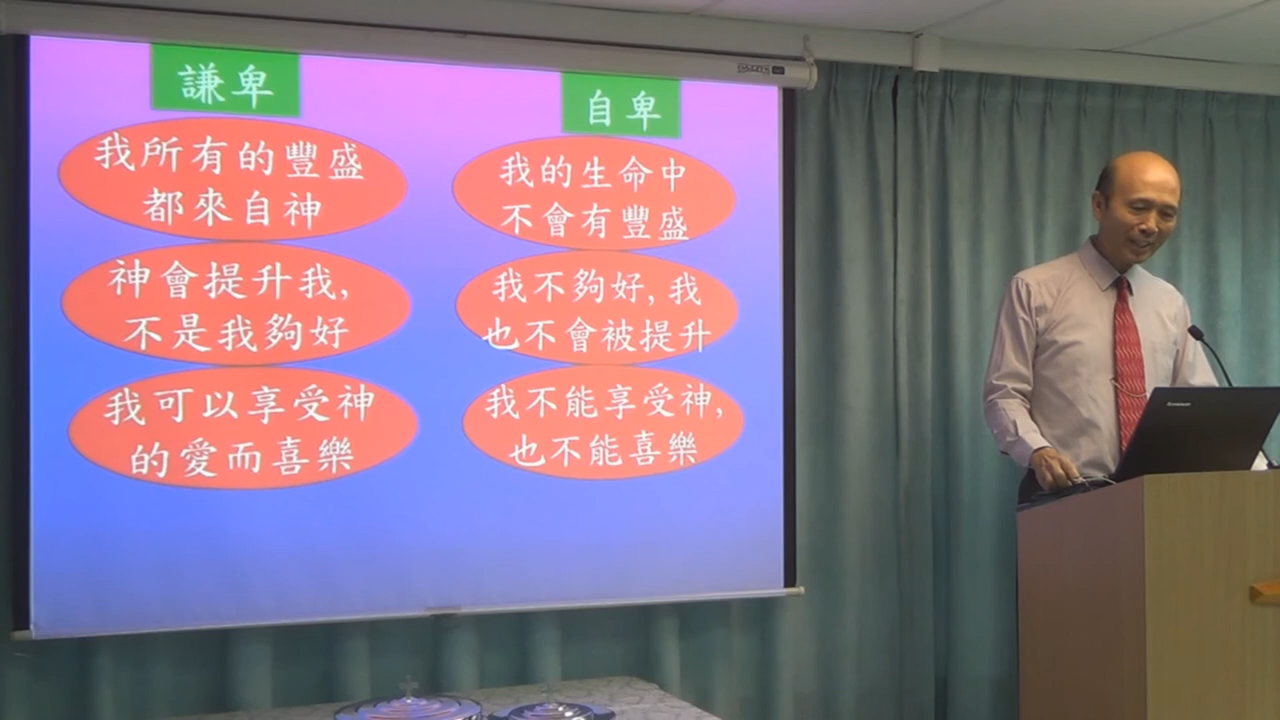 謙卑
我所有的豐盛
都來自神
神會提升我,
不是我夠好
我可以享受神
的愛而喜樂
自卑
我的生命中
不會有豐盛
我不夠好, 我
也不會被提升
我不能享受神,
也不能喜樂
lenovo